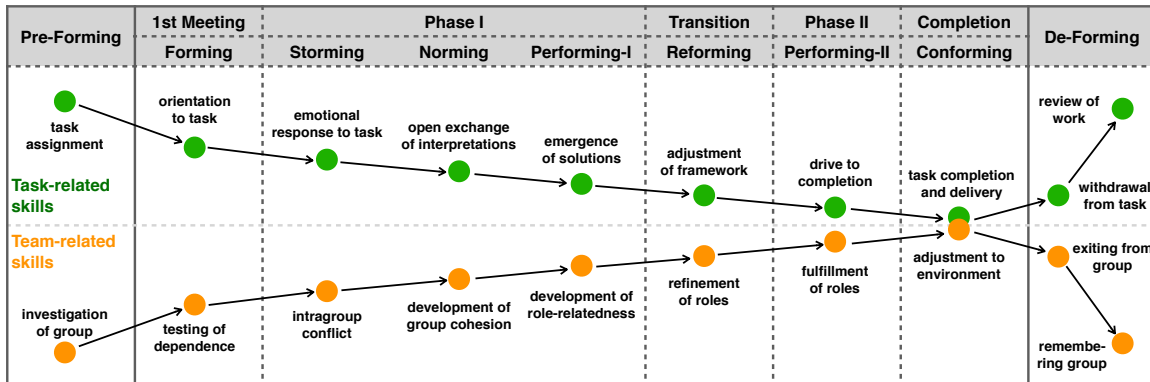 Pre-Forming
1st Meeting
Phase I
Transition
Phase II
Completion
De-Forming
Forming
Storming
Norming
Performing-I
Reforming
Performing-II
Conforming
task
assignment
orientation
to task
emotional
response to task
open exchange
of interpretations
emergence
of solutions
adjustment
of framework
drive to
completion
task completion
and delivery
review of
work
withdrawal
from task
Task-related
skills
Team-related
skills
investigation
of group
testing of
dependence
intragroup
conflict
development of
group cohesion
development of
role-relatedness
refinement
of roles
fulfillment
of roles
adjustment to
environment
exiting from
group
remembe-
ring group